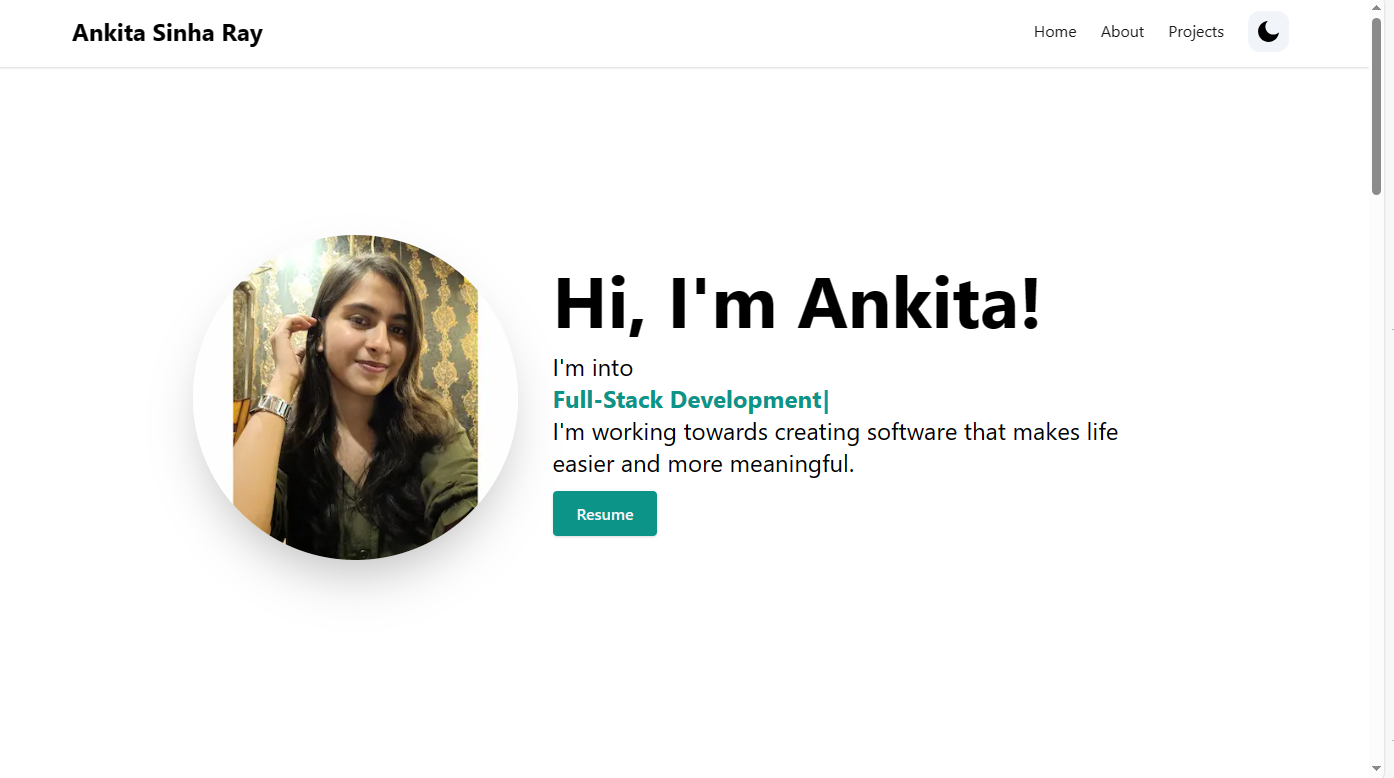 Ankita Sinha Ray
Home About Projects
Hi, I'm Ankita!
I'm into
Full-Stack Development|
I'm working towards creating software that makes life
easier and more meaningful.
Resume